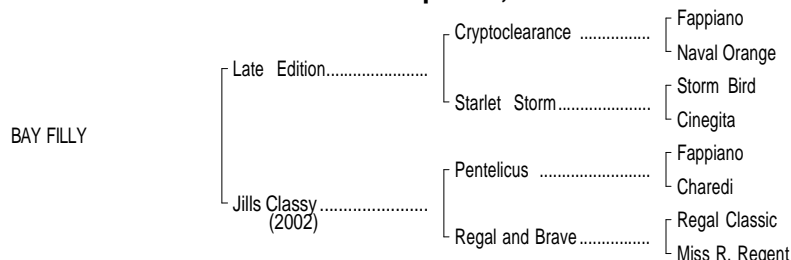 Fappiano
Cryptoclearance ................
Naval Orange
Late Edition......................
Storm Bird
Starlet Storm....................
Cinegita
BAY FILLY
Fappiano
Pentelicus ........................
Charedi
Jills Classy .......................
(2002)
Regal Classic
Regal and Brave ...............
Miss R. Regent